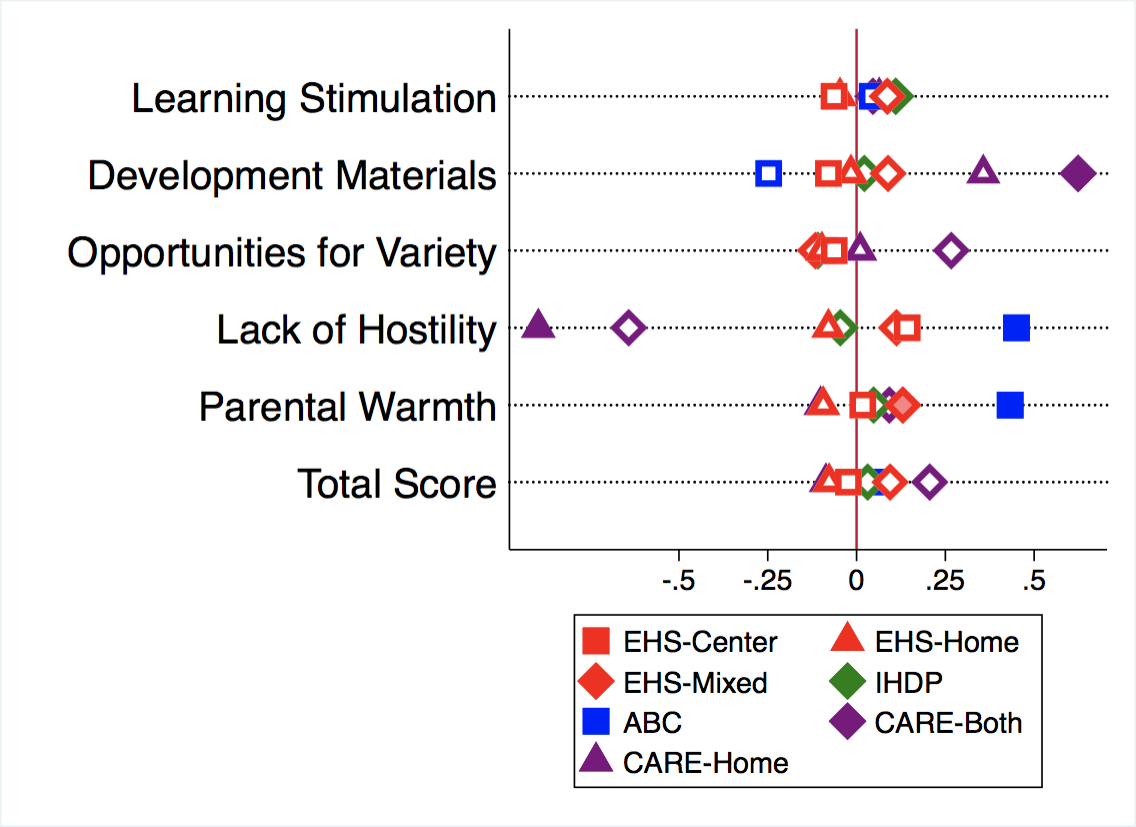 Learning Stimulation
Development Materials
Opportunities for Variety
Lack of Hostility
Parental Warmth
Total Score
-.5 -.25 0 .25 .5
EHS-Center EHS-Home
EHS-Mixed IHDP
ABC CARE-Both
CARE-Home